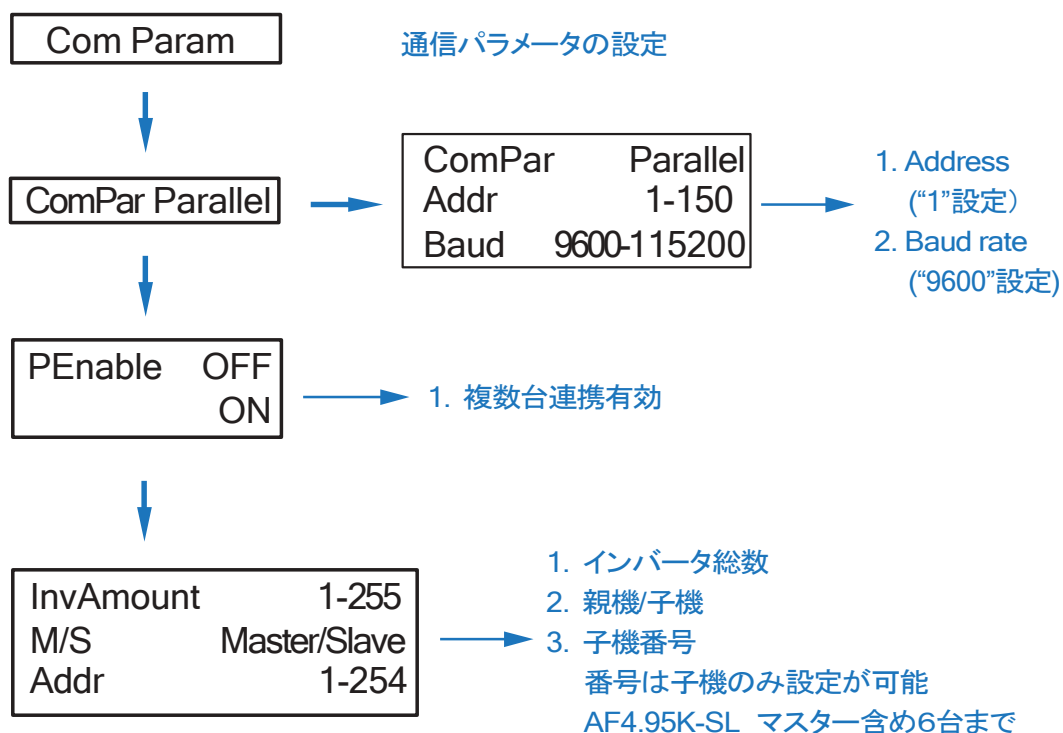 Com Param
通信パラメータの設定
ComPar Parallel
ComPar Parallel
Addr 1-150
Baud 9600-115200
1. Address
(“1”設定）
2. Baud rate
(“9600”設定)
PEnable OFF
ON
1. 複数台連携有効
InvAmount 1-255
M/S Master/Slave
Addr 1-254
1. インバータ総数
2. 親機/子機
3. 子機番号
番号は子機のみ設定が可能
AF4.95K-SL マスター含め６台まで